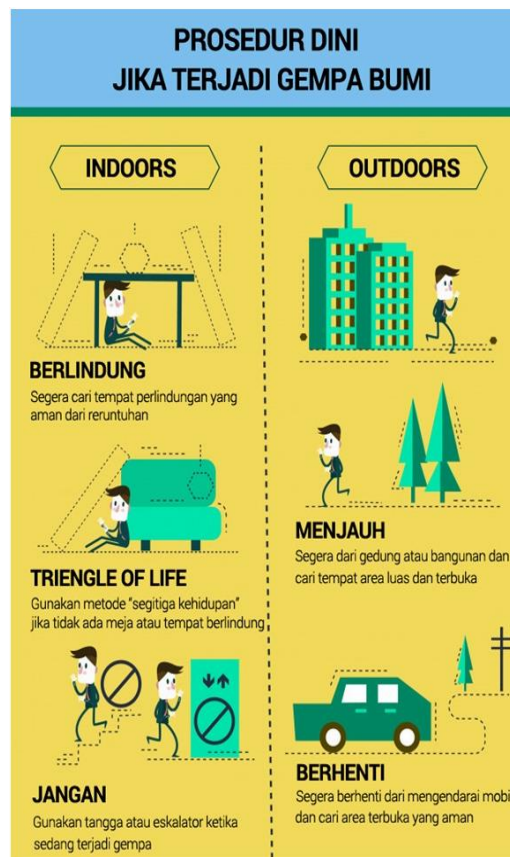 PROSEDUR DINI
JIKA TERJADI GEMPA BUMI
INDOORS
BERLINDUNG
Segera cari tempat perlindungan yang
aman dari reruntuhan
TRIENGLE OF LIFE
Gunakan metode "segitiga kehidupan"
jika tidak ada meja atau tempat berlindung
JANGAN
Gunakan tangga atau eskalator ketika
sedang terjadi gempa
OUTDOORS
MENJAUH
Segera dari gedung atau bangunan dan
cari tempat area luas dan terbuka
BERHENTI
Segera berhenti dari mengendarai mobi
dan cari area terbuka yang aman